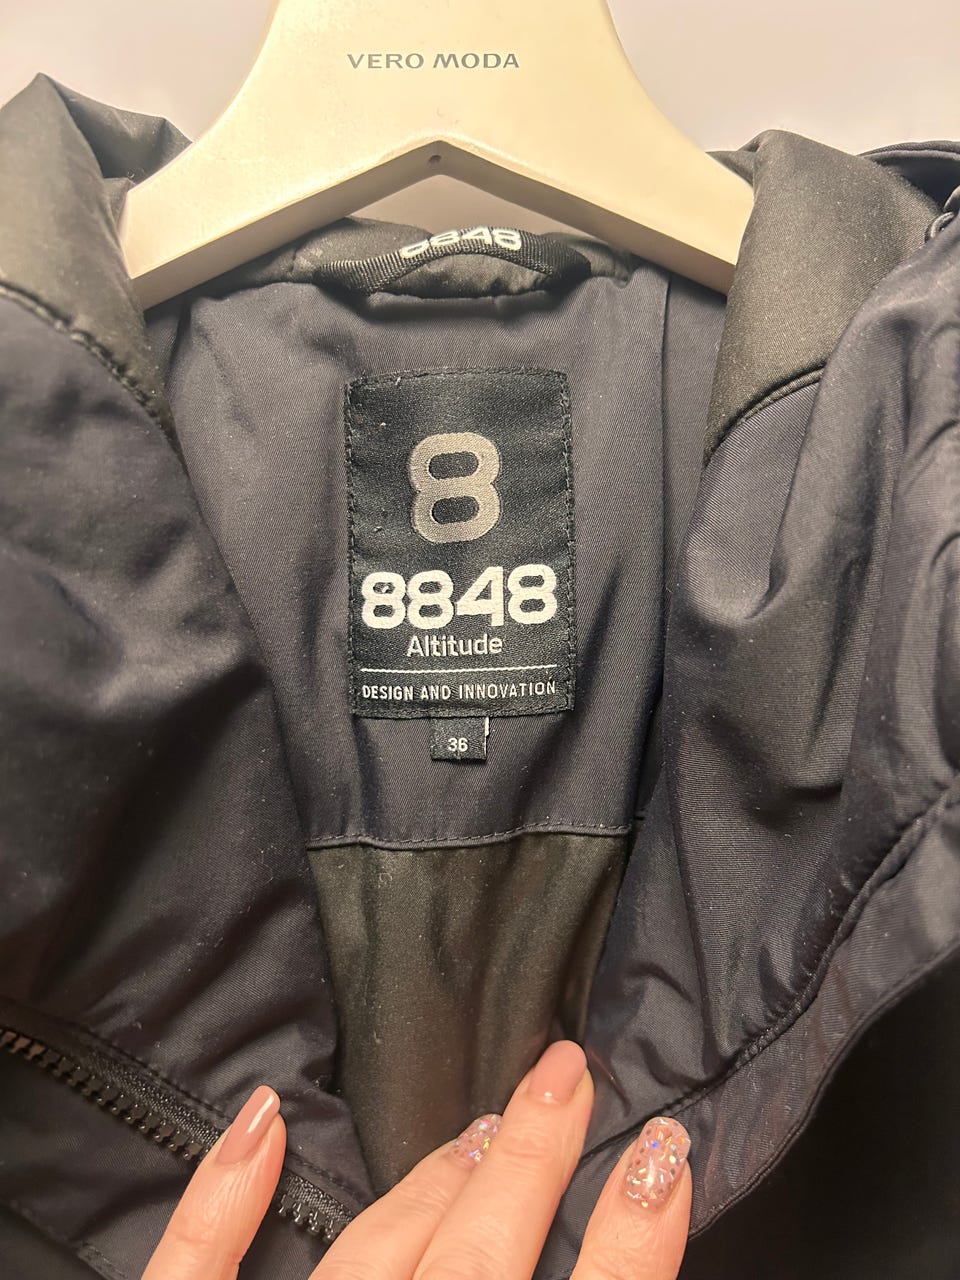 VERO MODA
8848
8
8848
Altitude
DESIGN AND INNOVATION
36